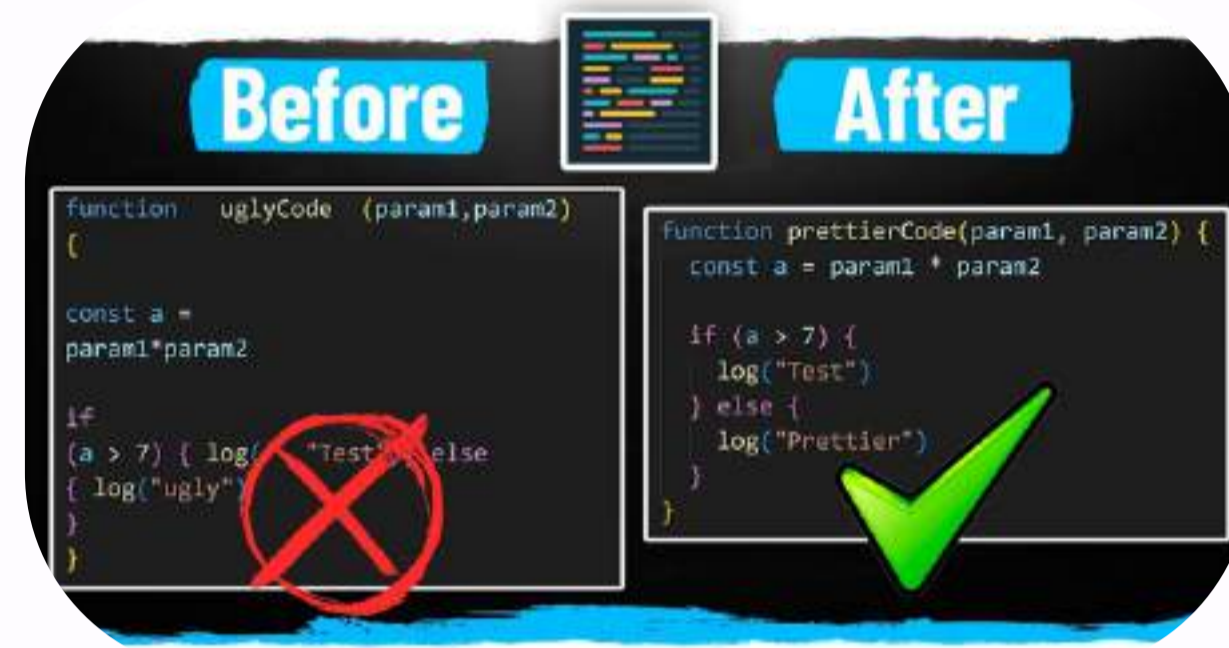 Before
After
function uglyCode (param1,param2)
{
const a =
param1*param2
if
(a > 7) { log( "Test" else
{ log("ugly")
}
}
function prettierCode(param1, param2) {
const a = param1 * param2
if (a > 7) {
log("Test")
} else {
log("Prettier")
}
}